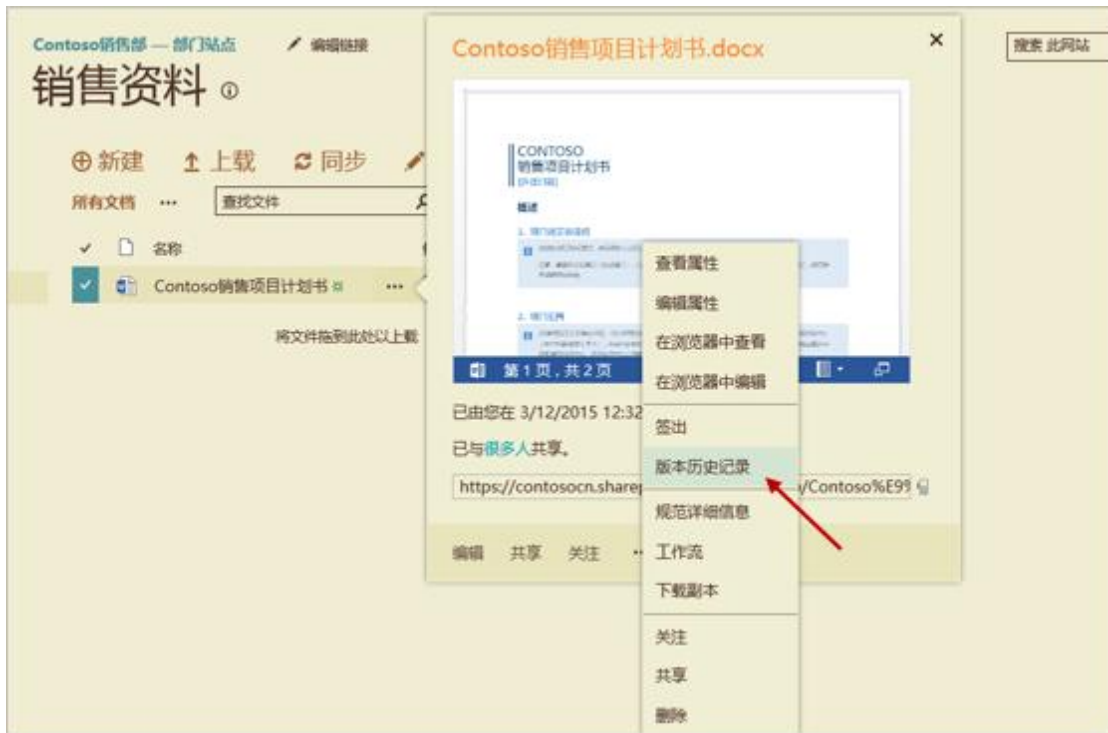 Contoso销售部 — 部门站点
编辑链接
销售资料
新建
上载
同步
所有文档 ...
查找文件
名称
Contoso销售项目计划书
...
将文件拖到此处以上载
Contoso销售项目计划书.docx
CONTOSO
销售项目计划书
概述
第1页,共2页
已由您在 3/12/2015 12:32
已与很多人共享。
https://contosocn.sharep
/Contoso%E9%
编辑
共享
关注
查看属性
编辑属性
在浏览器中查看
在浏览器中编辑
签出
版本历史记录
规范详细信息
工作流
下载副本
关注
共享
删除
搜索 此网站